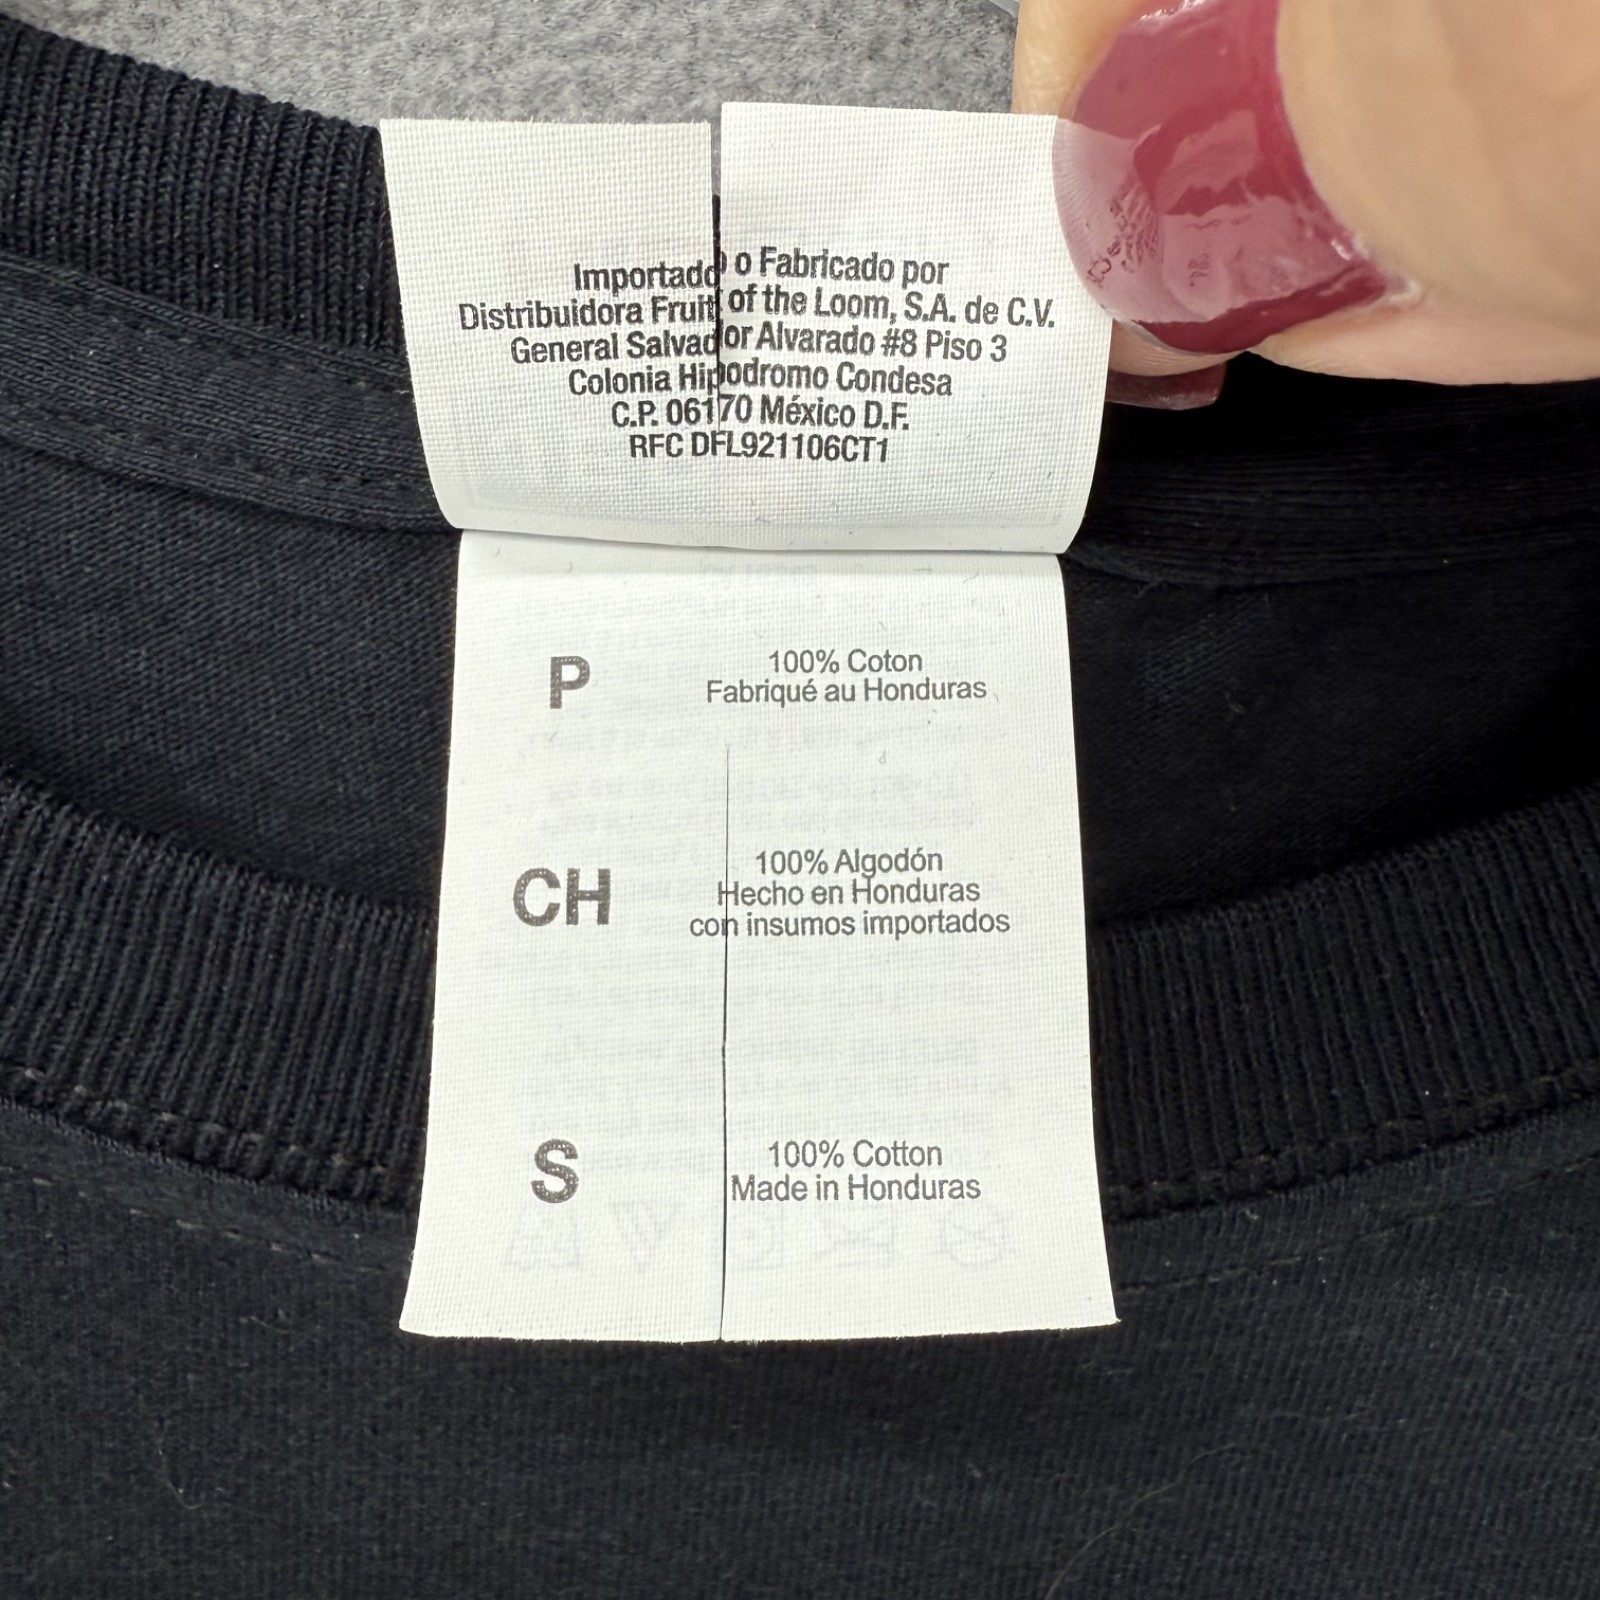 Importado o Fabricado por
Distribuidora Fruit of the Loom, S.A. de C.V.
General Salvador Alvarado #8 Piso 3
Colonia Hipodromo Condesa
C.P. 06170 México D.F.
RFC DFL921106CT1
P
100% Coton
Fabriqué au Honduras
CH
100% Algodón
Hecho en Honduras
con insumos importados
S
100% Cotton
Made in Honduras